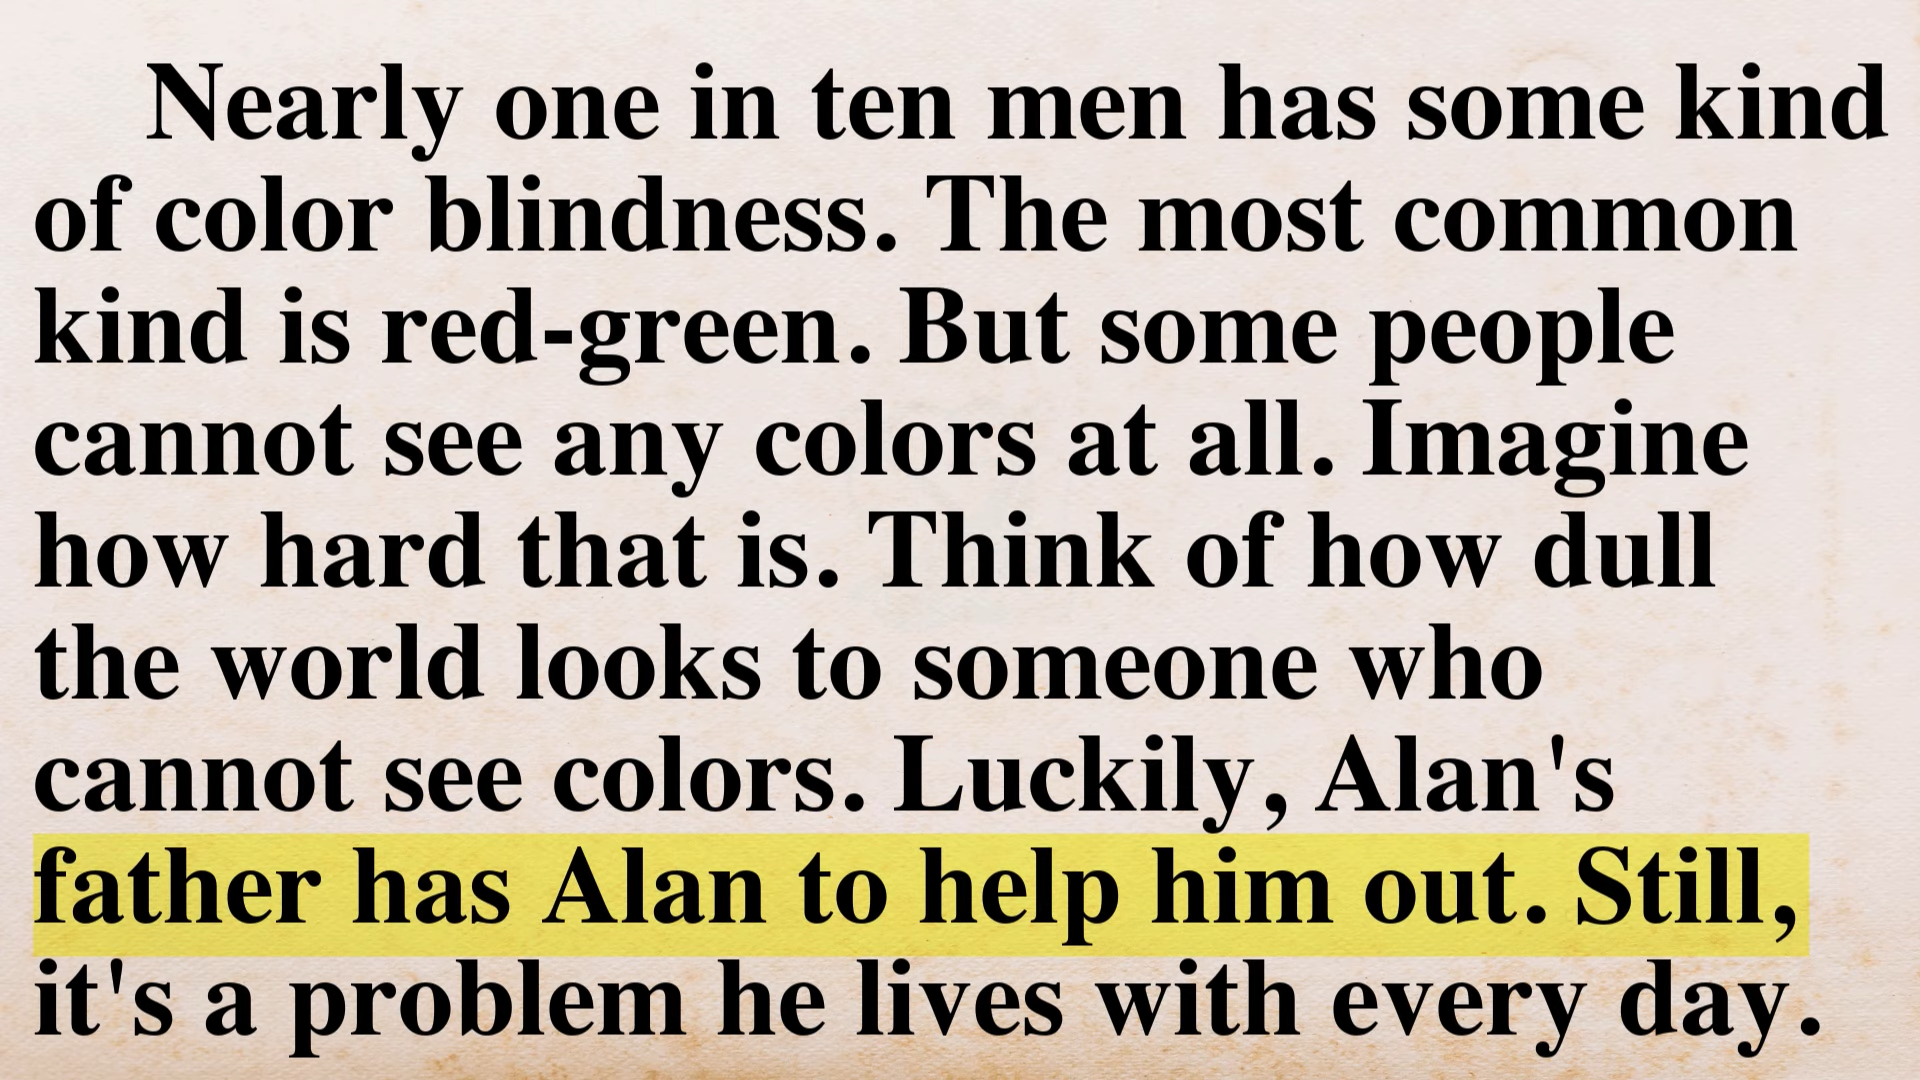 Nearly one in ten men has some kind
of color blindness. The most common
kind is red-green. But some people
cannot see any colors at all. Imagine
how hard that is. Think of how dull
the world looks to someone who
cannot see colors. Luckily, Alan's
father has Alan to help him out. Still,
it's a problem he lives with every day.